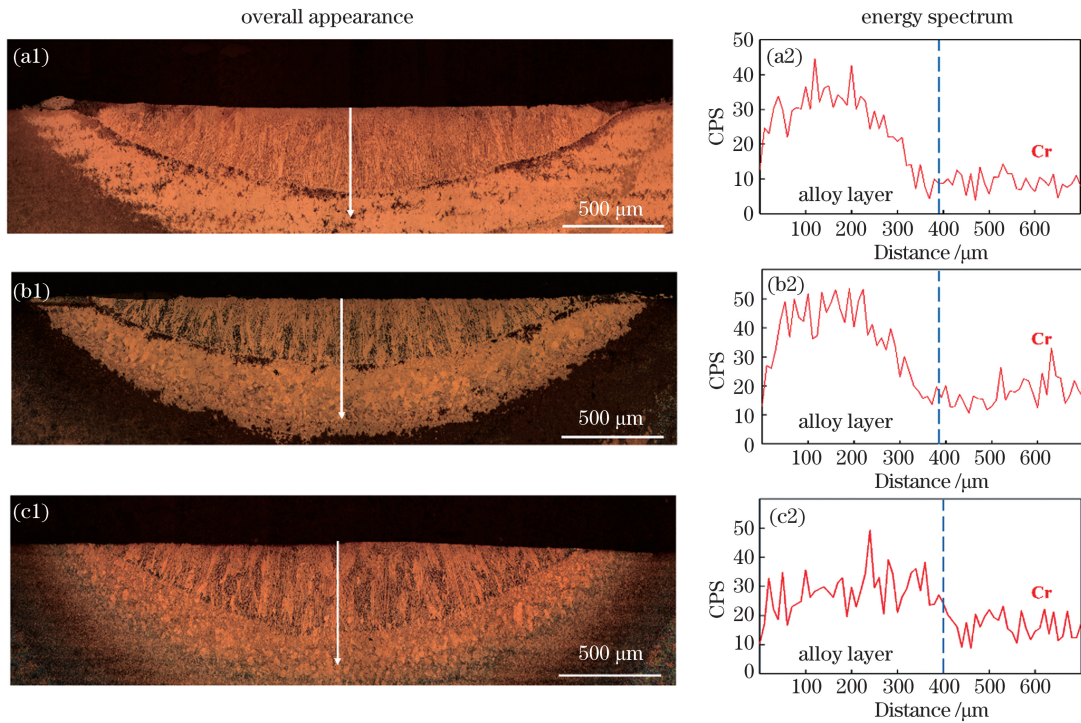 overall appearance
energy spectrum
(a1)
500 μm
(a2)
50
40
30
20
10
0
CPS
Cr
alloy layer
100 200 300 400 500 600
Distance /μm
(b1)
500 μm
(b2)
50
40
30
20
10
0
CPS
Cr
alloy layer
100 200 300 400 500 600
Distance /μm
(c1)
500 μm
(c2)
50
40
30
20
10
0
CPS
Cr
alloy layer
100 200 300 400 500 600
Distance /μm